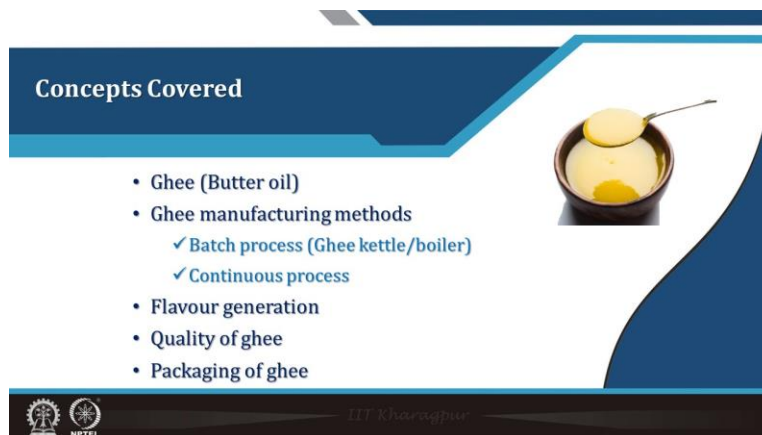 Concepts Covered
• Ghee (Butter oil)
• Ghee manufacturing methods
✓Batch process (Ghee kettle/boiler)
✓Continuous process
• Flavour generation
• Quality of ghee
• Packaging of ghee
IIT Kharagpur
NPTEL